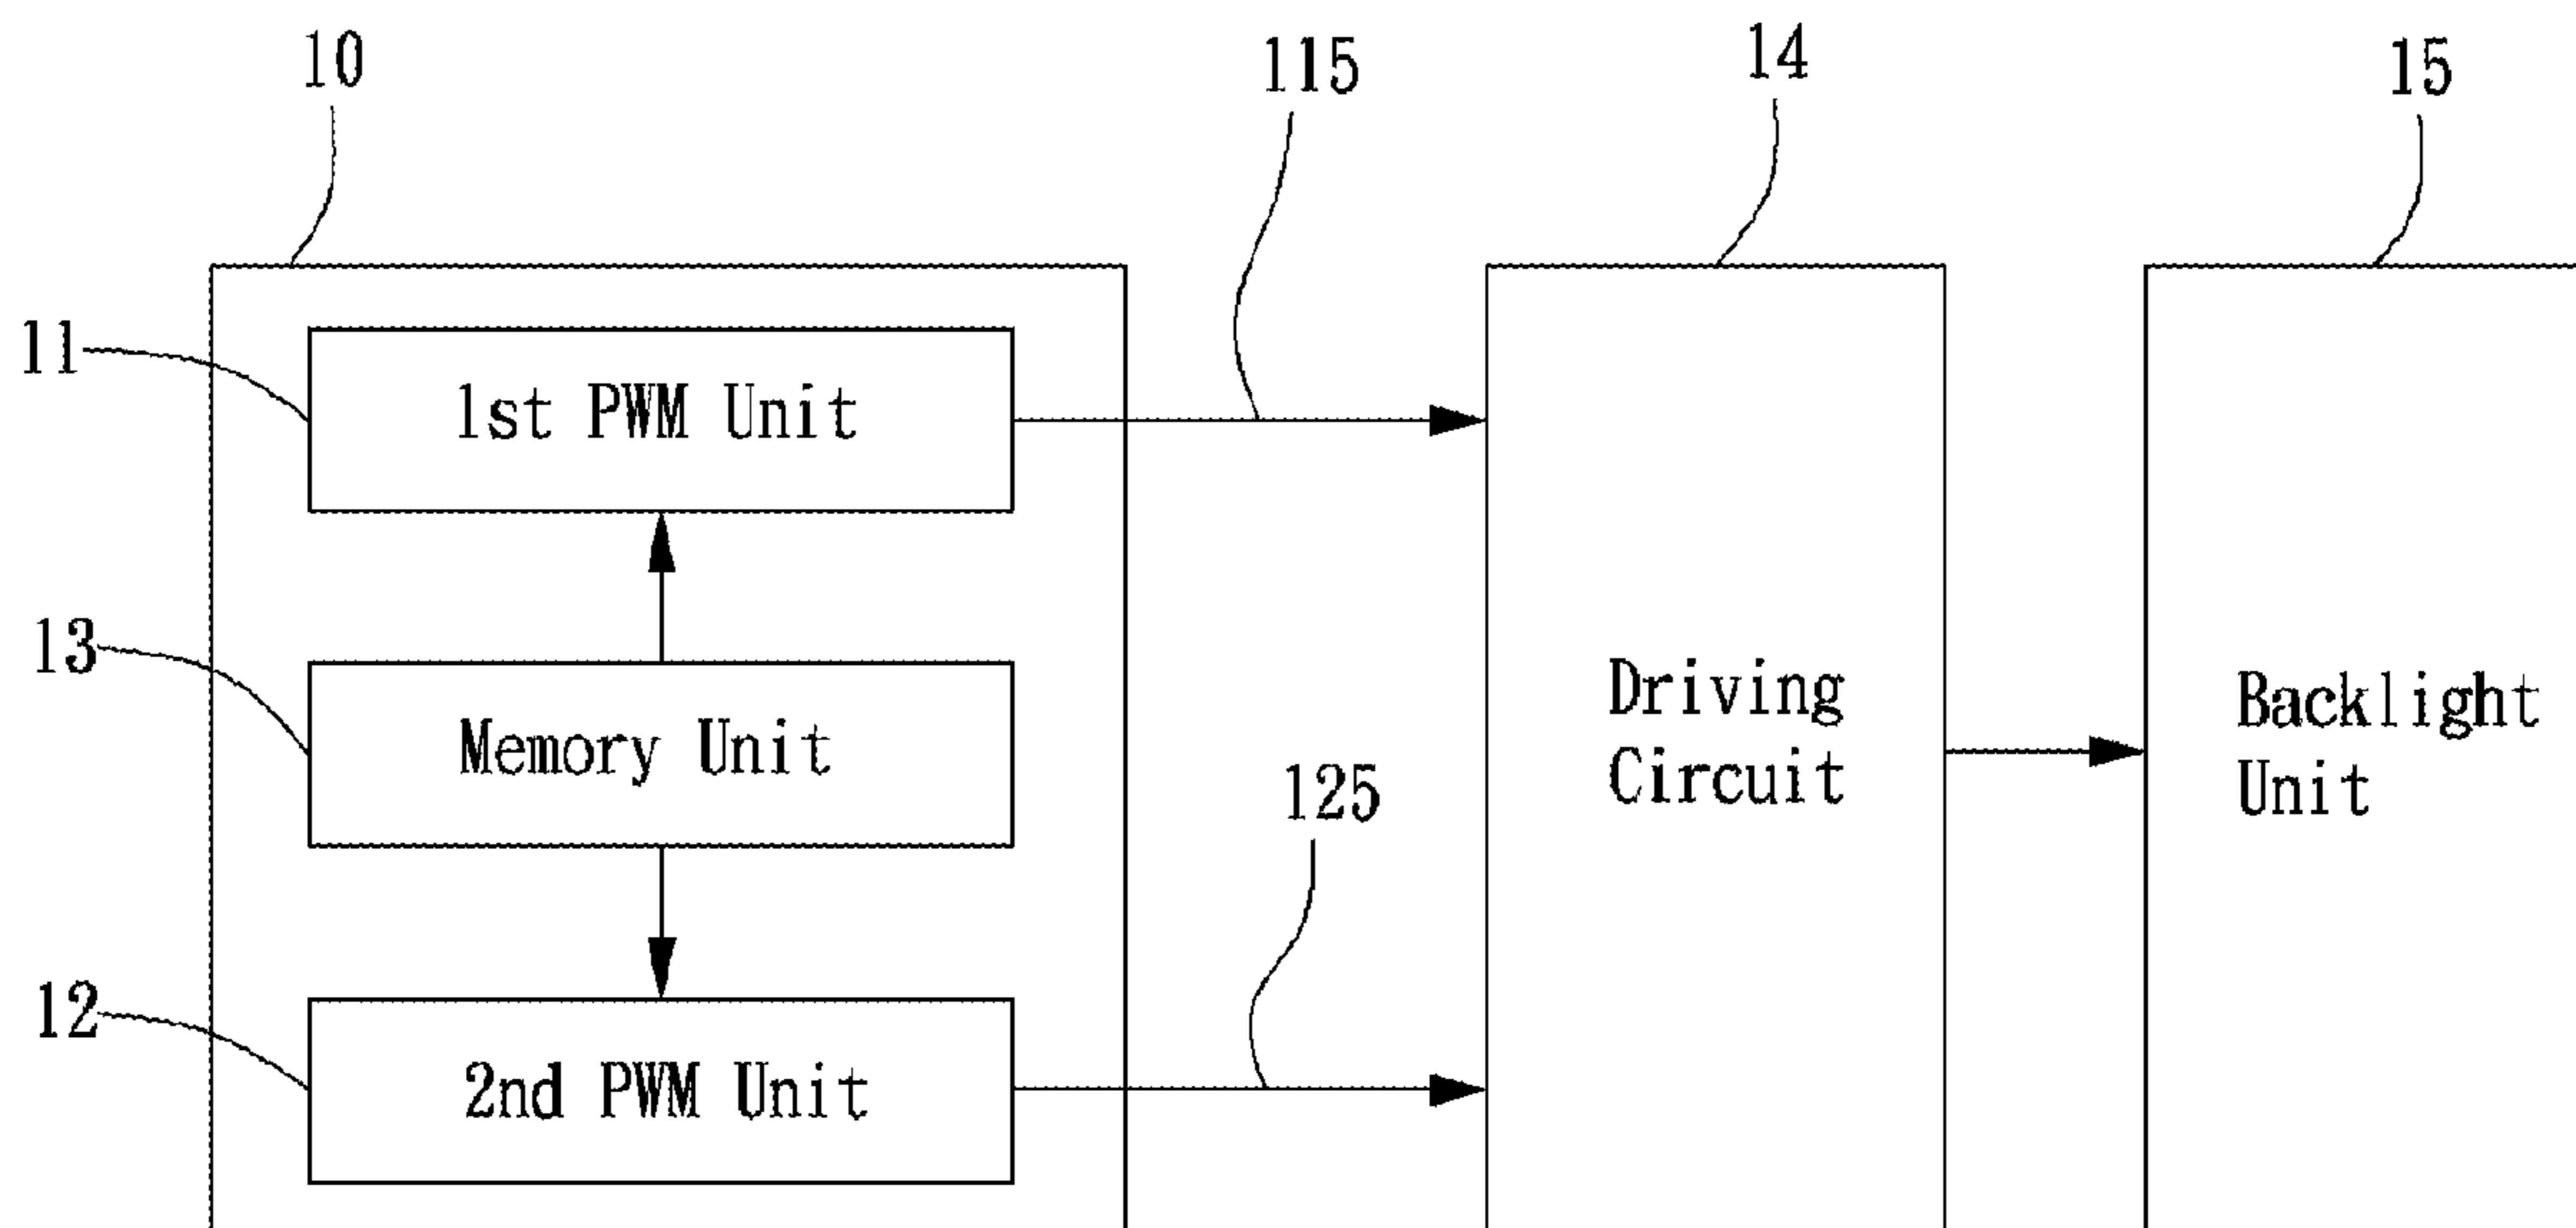 10
115
14
15
11
1st PWM Unit
13
Memory Unit
Driving
Circuit
Backlight
Unit
125
12
2nd PWM Unit